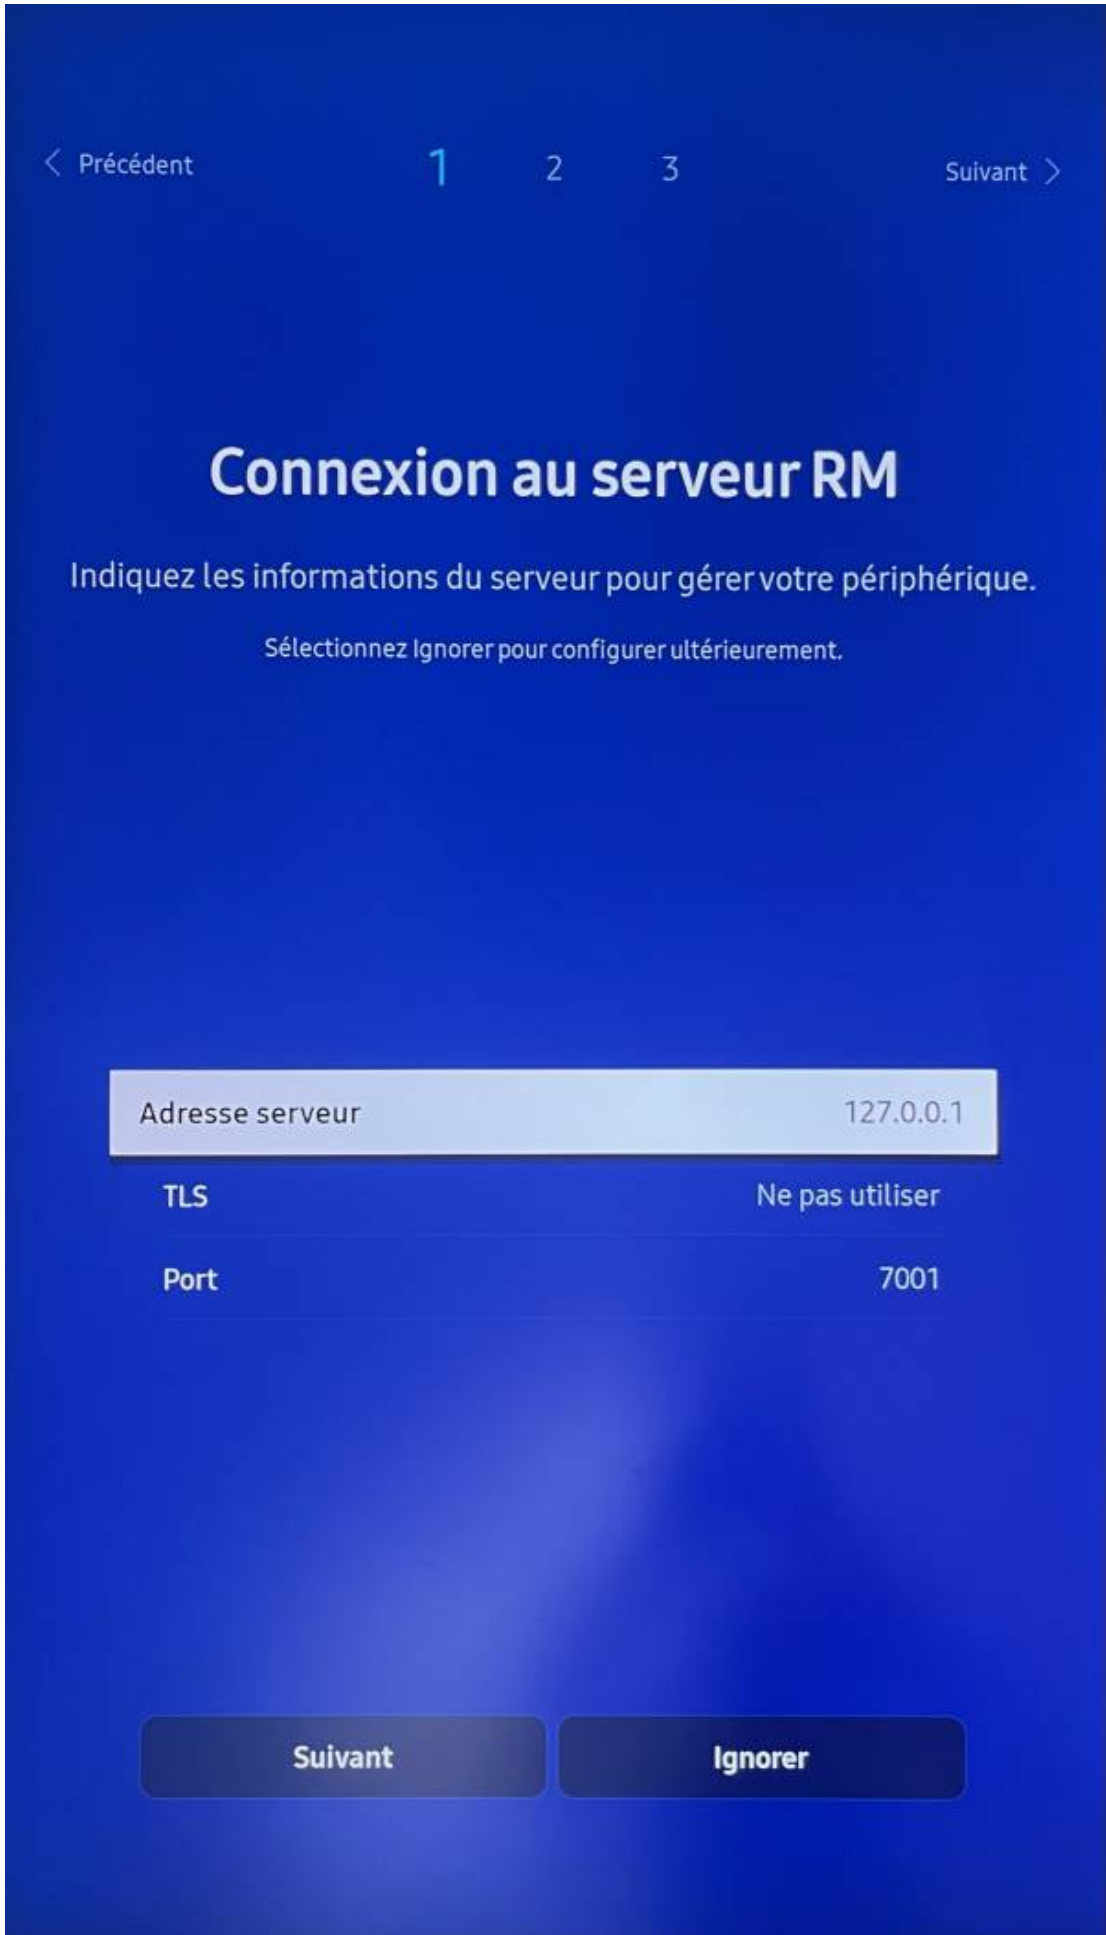 Précédent 1 2 3 Suivant
Connexion au serveur RM
Indiquez les informations du serveur pour gérer votre périphérique.
Sélectionnez Ignorer pour configurer ultérieurement.
Adresse serveur 127.0.0.1
TLS Ne pas utiliser
Port 7001
Suivant Ignorer